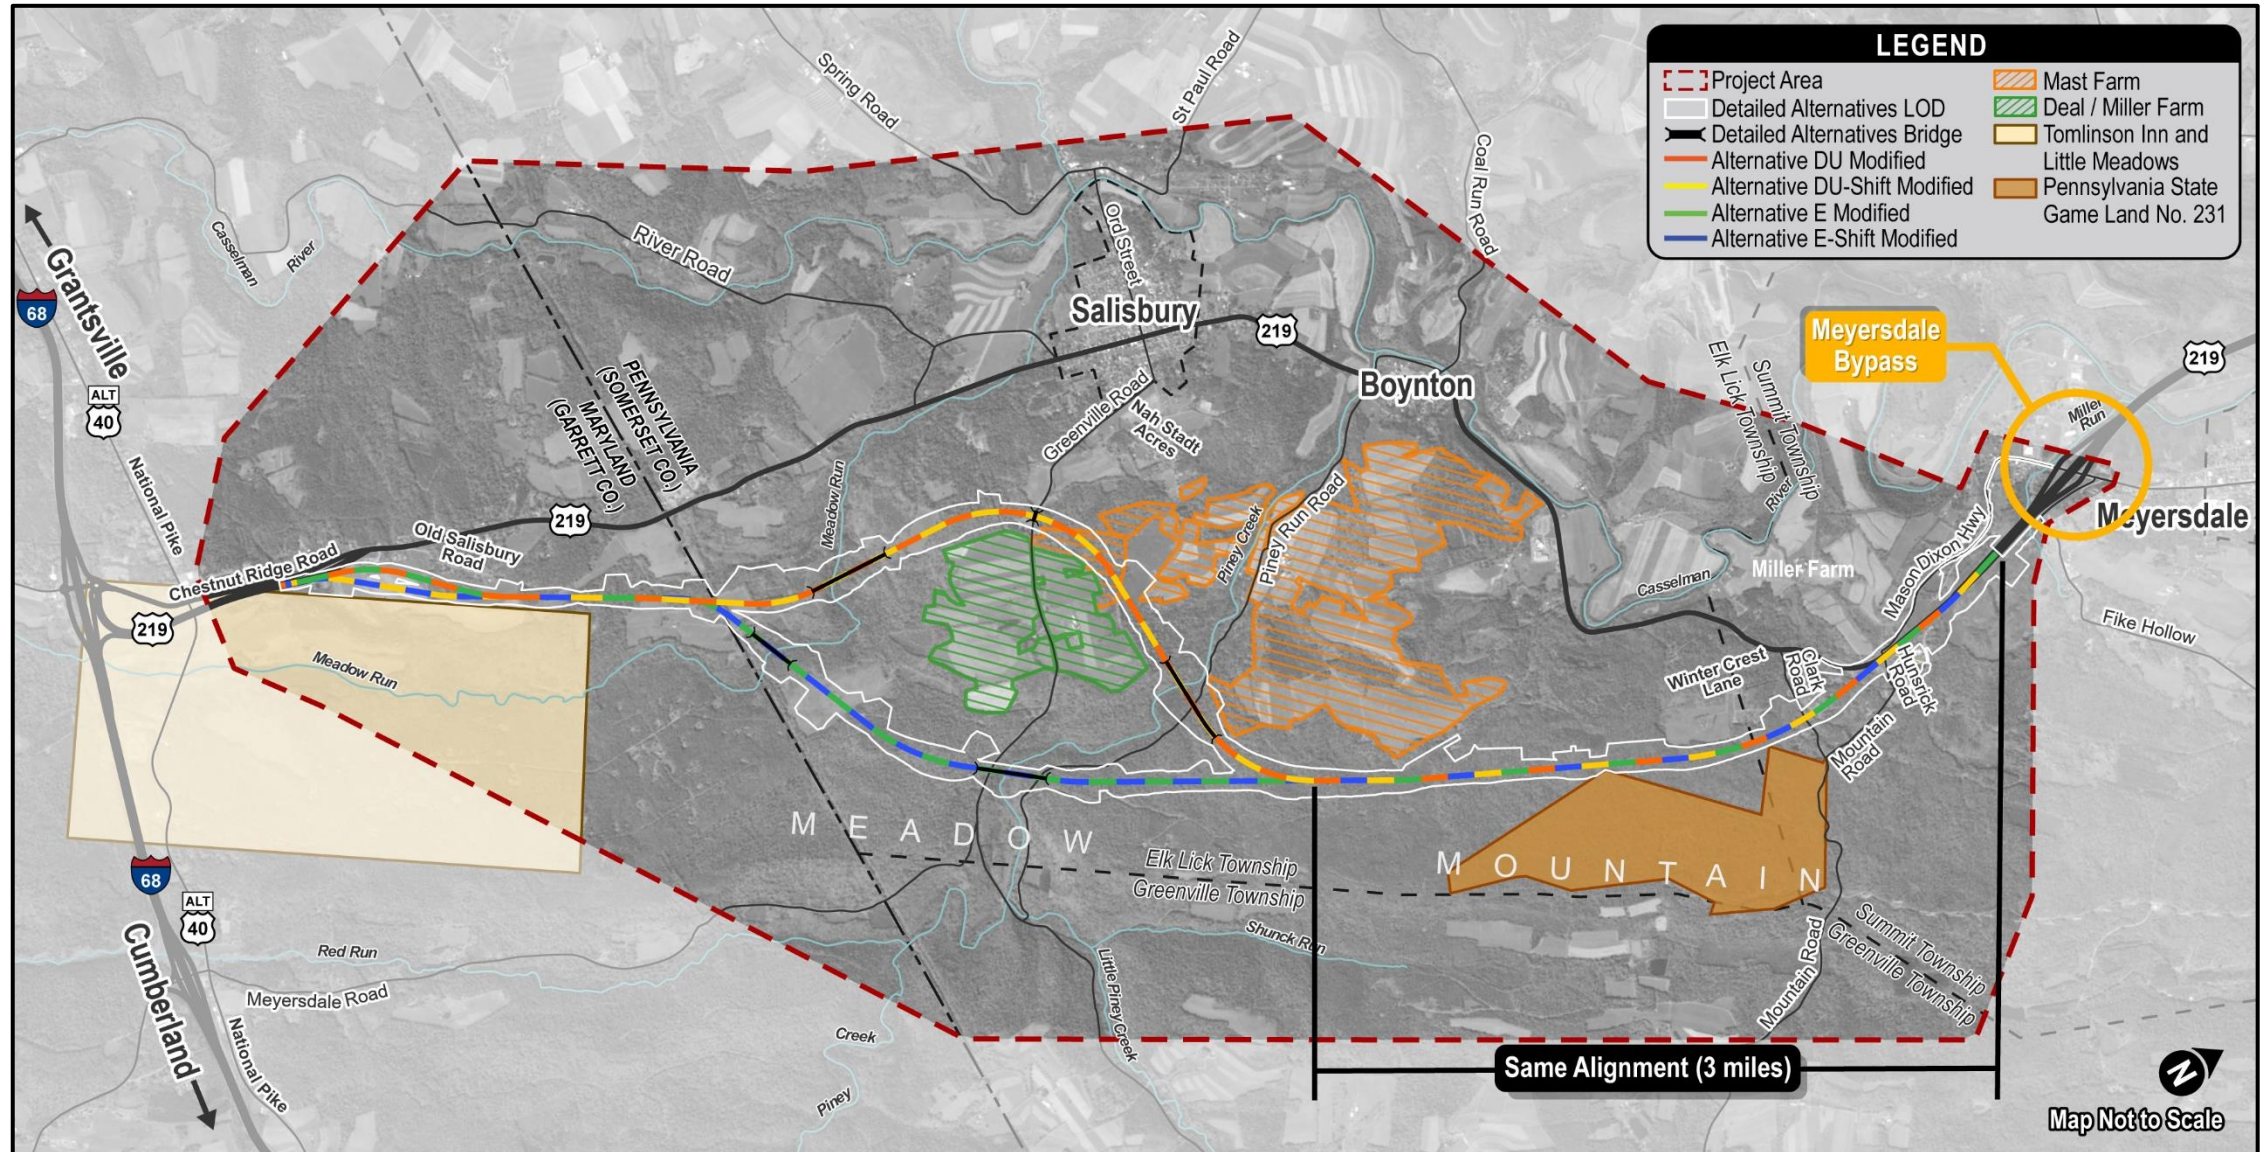 LEGEND
Project Area
Detailed Alternatives LOD
Detailed Alternatives Bridge
Alternative DU Modified
Alternative DU-Shift Modified
Alternative E Modified
Alternative E-Shift Modified
Mast Farm
Deal / Miller Farm
Tomlinson Inn and
Little Meadows
Pennsylvania State
Game Land No. 231
Spring Road
St Paul Road
Coal Run Road
Casselman
River
River Road
Ord Street
Grantsville
68
ALT
40
National Pike
Salisbury
219
Boynton
Meyersdale
Bypass
Elk Lick Township
Summit Township
219
Miller
Run
PENNSYLVANIA
(SOMERSET CO.)
MARYLAND
(GARRETT CO.)
Greenville Road
Nah Stadt
Acres
Meadow Run
219
Old Salisbury
Road
Chestnut Ridge Road
219
Piney Creek
Piney Run Road
River
Casselman
Miller Farm
Mason Dixon Hwy
Meyersdale
Fike Hollow
Meadow Run
Winter Crest
Lane
Clark
Road
Hunsrick
Road
Mountain
Road
MEADOW
MOUNTAIN
Elk Lick Township
Greenville Township
68
ALT
40
Cumberland
Red Run
Meyersdale Road
National Pike
Shunck Run
Little Piney Creek
Creek
Piney
Mountain Road
Summit Township
Greenville Township
Same Alignment (3 miles)
N
Map Not to Scale